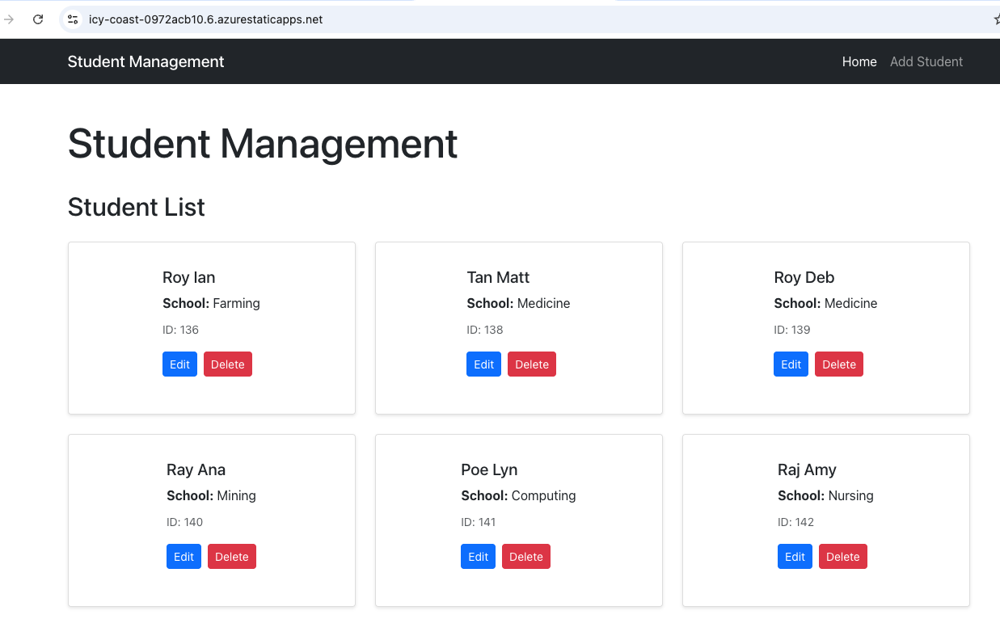 icy-coast-0972acb10.6.azurestaticapps.net
Student Management Home Add Student
Student Management
Student List
Roy Ian
School: Farming
ID: 136
Edit Delete
Tan Matt
School: Medicine
ID: 138
Edit Delete
Roy Deb
School: Medicine
ID: 139
Edit Delete
Ray Ana
School: Mining
ID: 140
Edit Delete
Poe Lyn
School: Computing
ID: 141
Edit Delete
Raj Amy
School: Nursing
ID: 142
Edit Delete